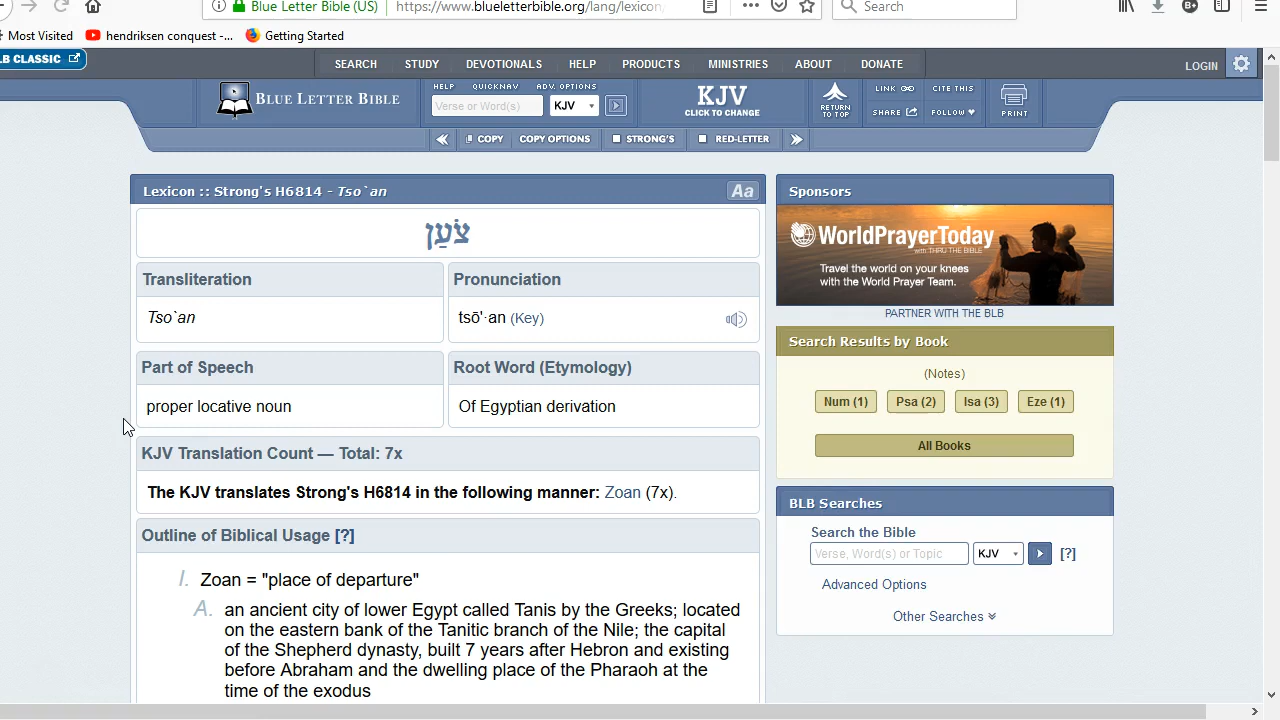 Blue Letter Bible (US) https://www.blueletterbible.org/lang/lexicon/ Search
Most Visited hendriksen conquest -... Getting Started
LB CLASSIC
SEARCH STUDY DEVOTIONALS HELP PRODUCTS MINISTRIES ABOUT DONATE LOGIN
BLUE LETTER BIBLE
HELP QUICKNAV ADV. OPTIONS
Verse or Word(s) KJV
KJV
CLICK TO CHANGE
RETURN TO TOP
LINK CITE THIS
SHARE FOLLOW
PRINT
COPY COPY OPTIONS STRONG'S RED-LETTER
Lexicon :: Strong's H6814 - Tso`an Aa
צֹעַן
Transliteration
Tso`an
Pronunciation
tsō'·an (Key)
Part of Speech
proper locative noun
Root Word (Etymology)
Of Egyptian derivation
KJV Translation Count — Total: 7x
The KJV translates Strong's H6814 in the following manner: Zoan (7x).
Outline of Biblical Usage [?]
I. Zoan = "place of departure"
A. an ancient city of lower Egypt called Tanis by the Greeks; located
on the eastern bank of the Tanitic branch of the Nile; the capital
of the Shepherd dynasty, built 7 years after Hebron and existing
before Abraham and the dwelling place of the Pharaoh at the
time of the exodus
Sponsors
WorldPrayerToday
with THRU THE BIBLE
Travel the world on your knees
with the World Prayer Team.
PARTNER WITH THE BLB
Search Results by Book
(Notes)
Num (1) Psa (2) Isa (3) Eze (1)
All Books
BLB Searches
Search the Bible
Verse, Word(s) or Topic KJV [?]
Advanced Options
Other Searches